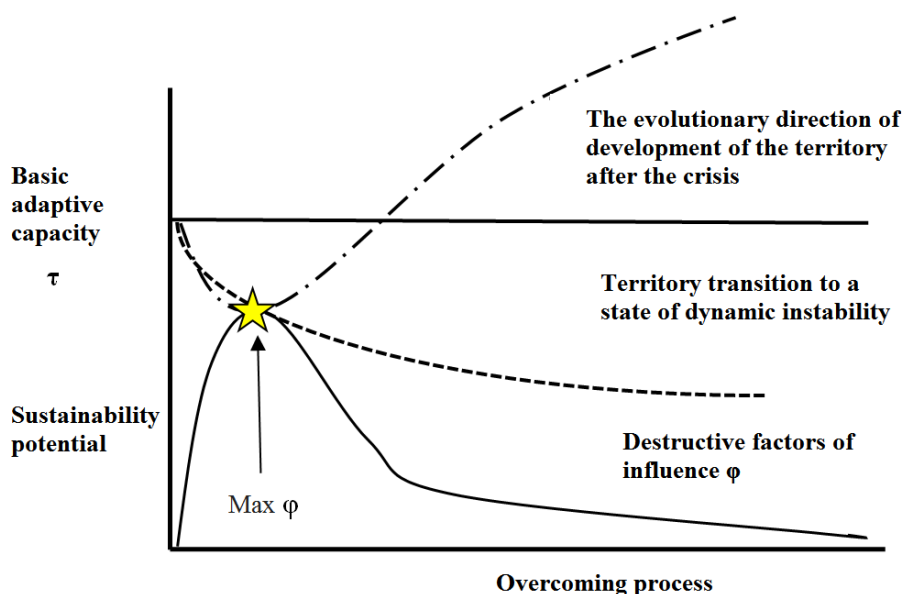 The evolutionary direction of
development of the territory
after the crisis
Basic
adaptive
capacity
τ
Territory transition to a
state of dynamic instability
Sustainability
potential
Destructive factors of
influence φ
Max φ
Overcoming process